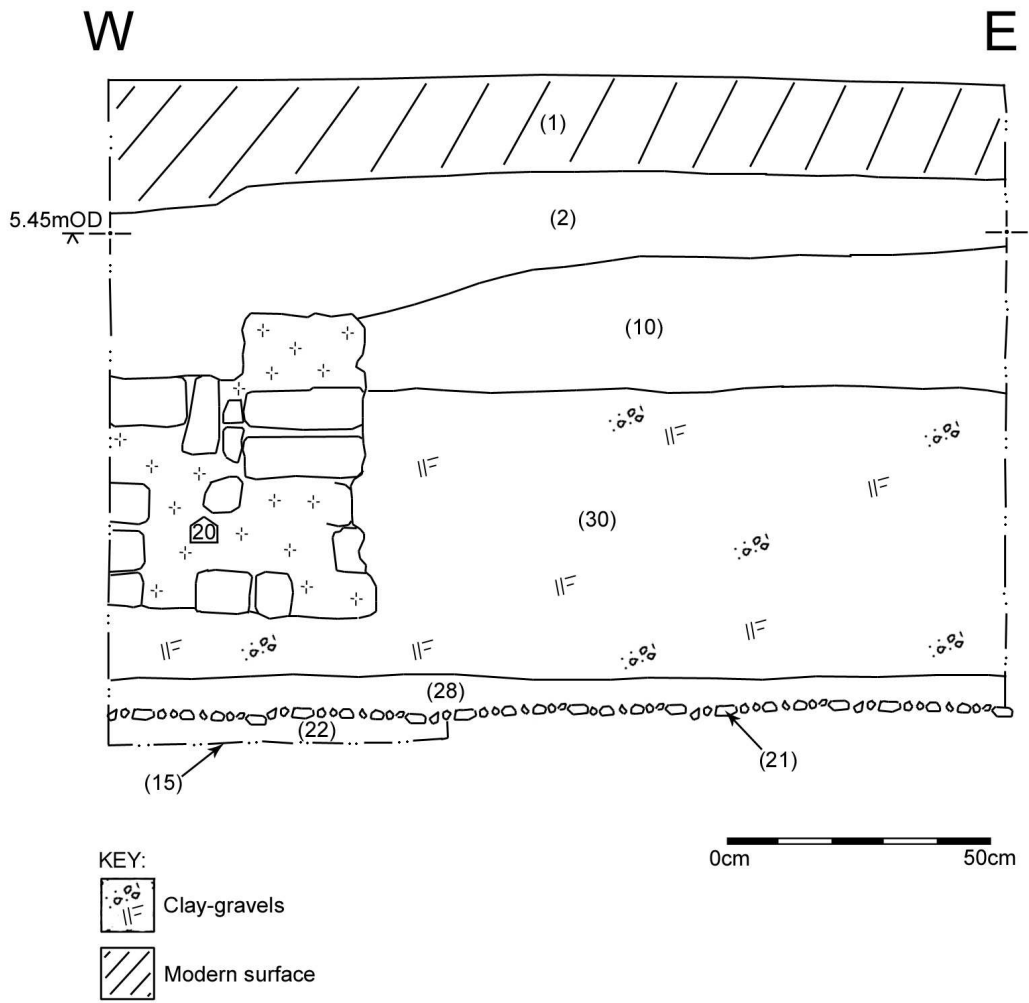 W E
(1)
5.45mOD
(2)
(10)
20
(30)
(28)
(22)
(15)
(21)
0cm 50cm
KEY:
Clay-gravels
Modern surface